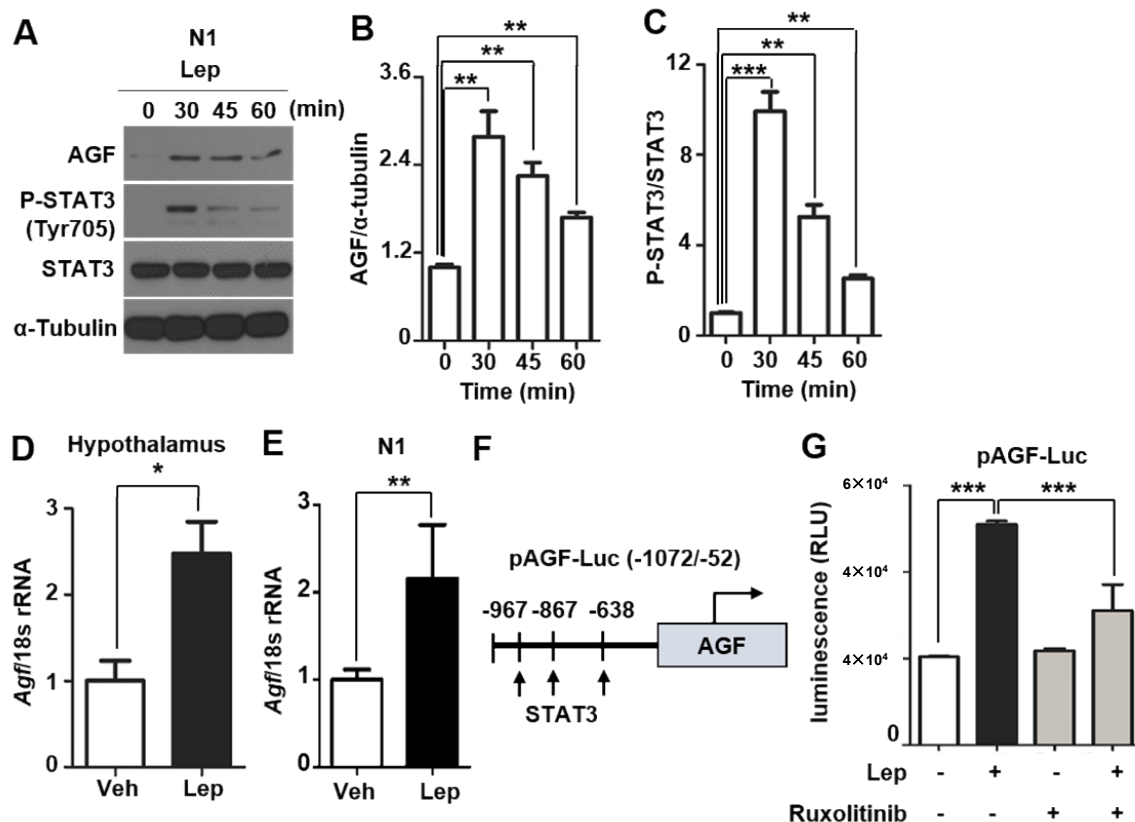 A
N1
Lep
0 30 45 60 (min)
AGF
P-STAT3
(Tyr705)
STAT3
α-Tubulin
B
**
**
**
3.6
2.4
1.2
0
AGF/α-tubulin
0 30 45 60
Time (min)
C
**
**
***
12
8
4
0
P-STAT3/STAT3
0 30 45 60
Time (min)
D
Hypothalamus
*
3
2
1
0
Agf/18s rRNA
Veh Lep
E
N1
**
3
2
1
0
Agf/18s rRNA
Veh Lep
F
pAGF-Luc (-1072/-52)
-967 -867 -638
AGF
STAT3
G
pAGF-Luc
*** ***
6×10⁴
4×10⁴
4×10⁴
0
luminescence (RLU)
Lep - + - +
Ruxolitinib - - + +